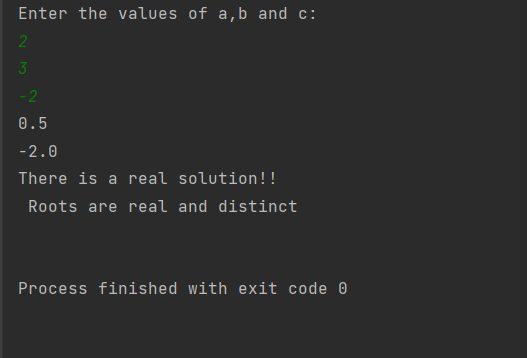 Enter the values of a,b and c:
2
3
-2
0.5
-2.0
There is a real solution!!
Roots are real and distinct
Process finished with exit code 0